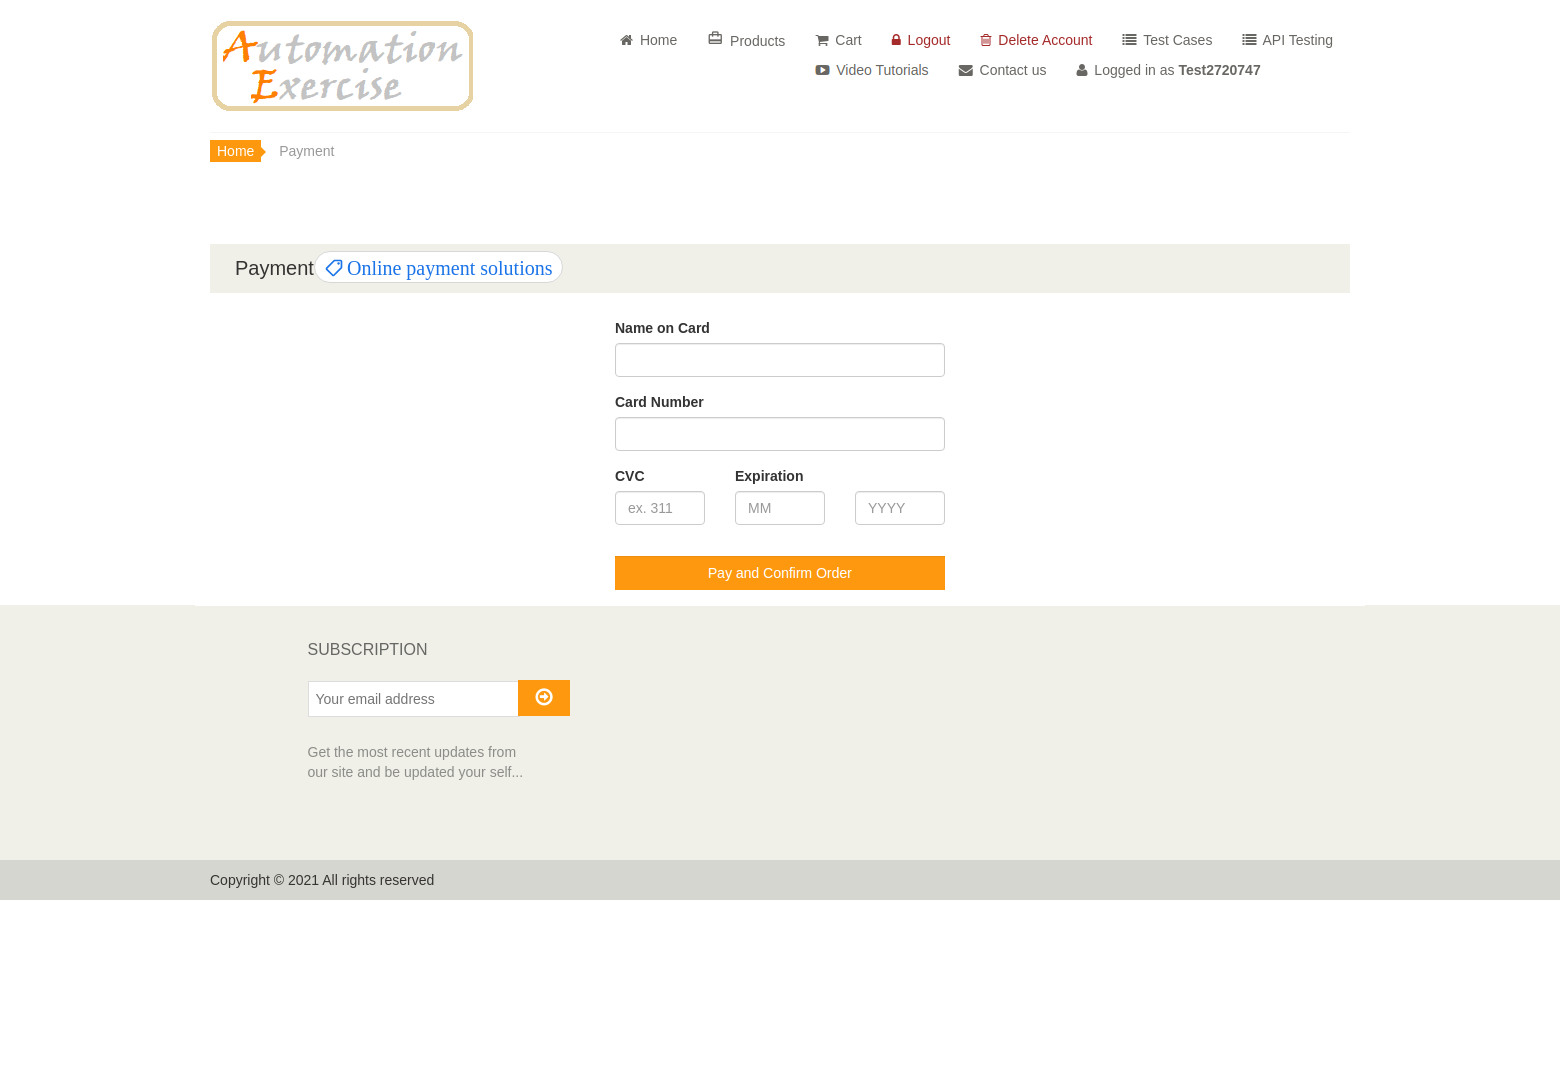 Automation
Exercise
Home
Products
Cart
Logout
Delete Account
Test Cases
API Testing
Video Tutorials
Contact us
Logged in as Test2720747
Home
Payment
Payment
Online payment solutions
Name on Card
Card Number
CVC
Expiration
ex. 311
MM
YYYY
Pay and Confirm Order
SUBSCRIPTION
Your email address
Get the most recent updates from
our site and be updated your self...
Copyright © 2021 All rights reserved